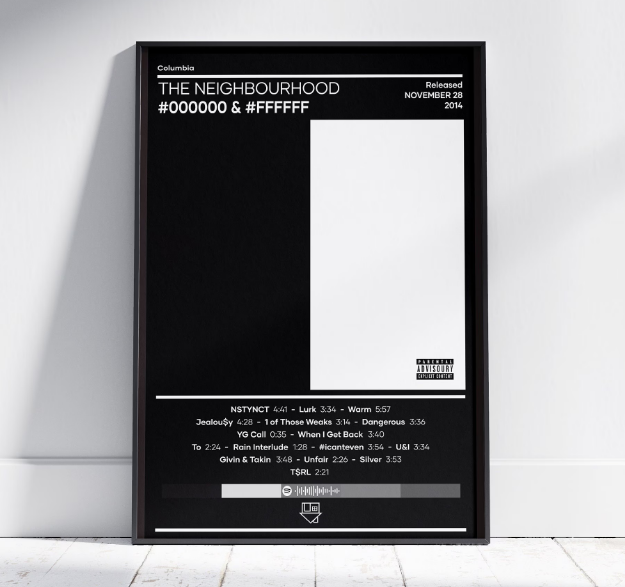 Columbia
THE NEIGHBOURHOOD
#000000 & #FFFFFF
Released
NOVEMBER 28
2014
PARENTAL
ADVISORY
EXPLICIT CONTENT
NSTYNCT 4:41 - Lurk 3:34 - Warm 5:57
Jealou$y 4:28 - 1 of Those Weaks 3:14 - Dangerous 3:36
YG Call 0:35 - When I Get Back 3:40
To 2:24 - Rain Interlude 1:28 - #icanteven 3:54 - U&I 3:34
Givin & Takin 3:48 - Unfair 2:26 - Silver 3:53
T$RL 2:21